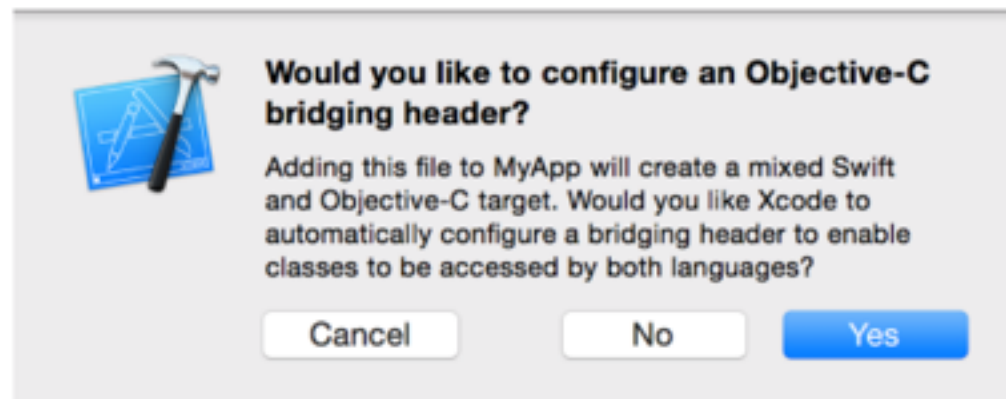 Would you like to configure an Objective-C
bridging header?
Adding this file to MyApp will create a mixed Swift
and Objective-C target. Would you like Xcode to
automatically configure a bridging header to enable
classes to be accessed by both languages?
Cancel No Yes